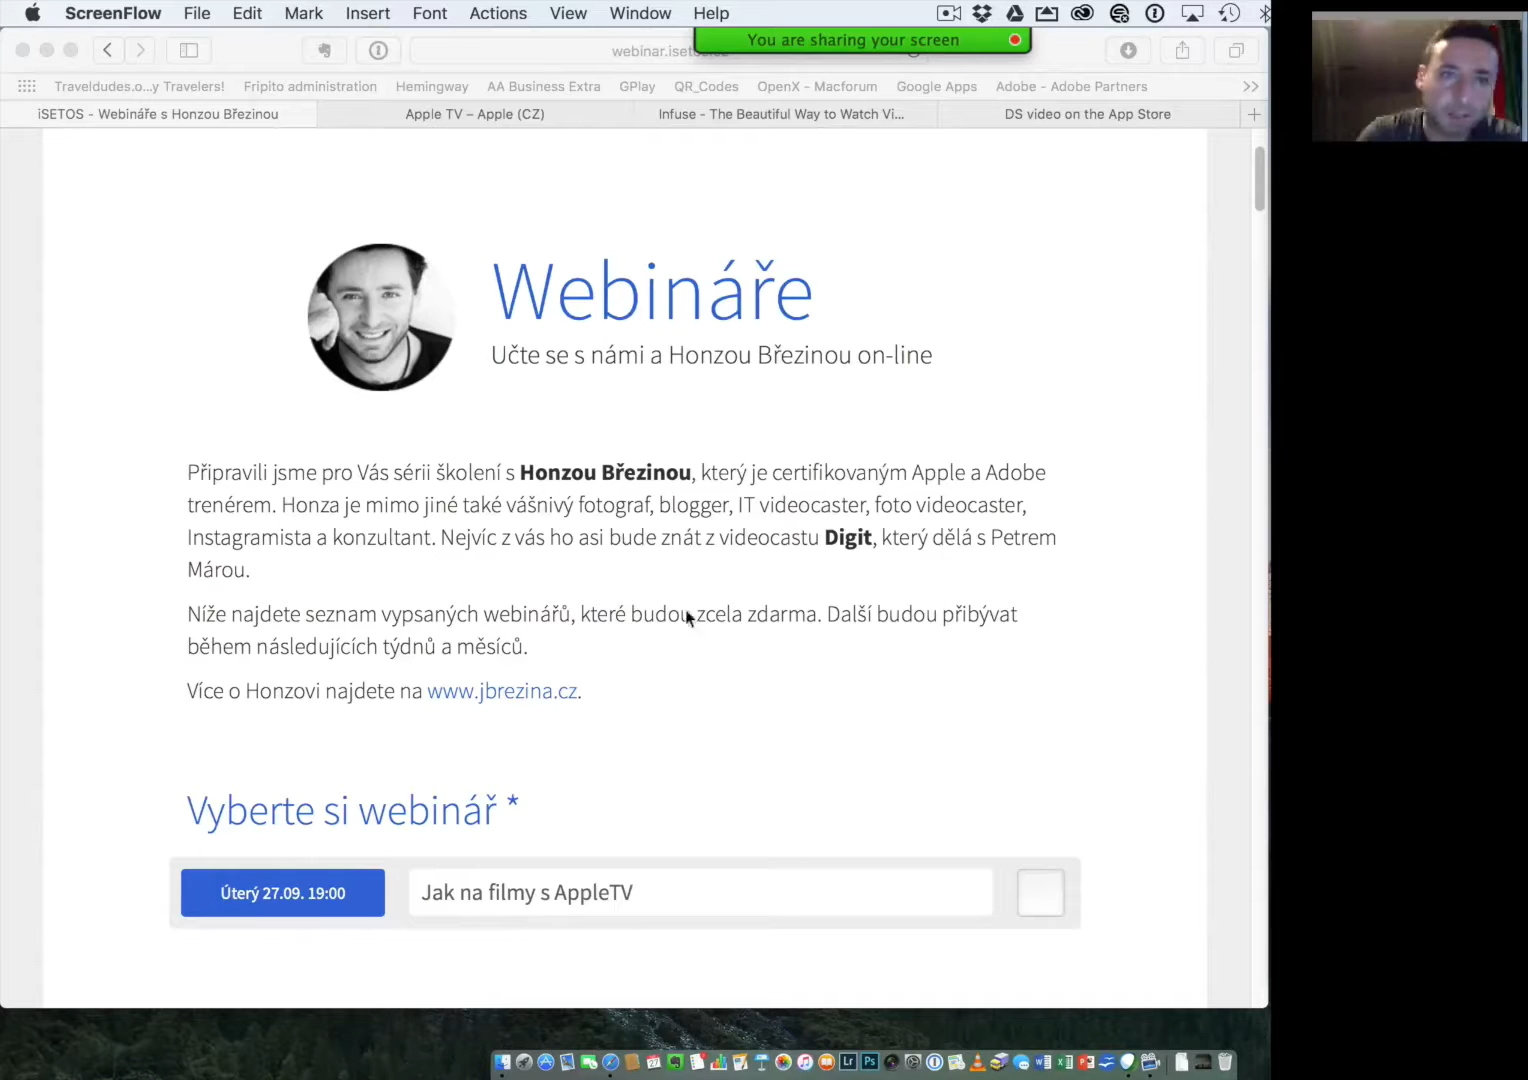 ScreenFlow File Edit Mark Insert Font Actions View Window Help
You are sharing your screen
Traveldudes.o...y Travelers! Fripito administration Hemingway AA Business Extra GPlay QR_Codes OpenX - Macforum Google Apps Adobe - Adobe Partners >>
iSETOS - Webináře s Honzou Březinou Apple TV – Apple (CZ) Infuse - The Beautiful Way to Watch Vi... DS video on the App Store
Webináře
Učte se s námi a Honzou Březinou on-line
Připravili jsme pro Vás sérii školení s Honzou Březinou, který je certifikovaným Apple a Adobe
trenérem. Honza je mimo jiné také vášnivý fotograf, blogger, IT videocaster, foto videocaster,
Instagramista a konzultant. Nejvíc z vás ho asi bude znát z videocastu Digit, který dělá s Petrem
Márou.
Níže najdete seznam vypsaných webinářů, které budou zcela zdarma. Další budou přibývat
během následujících týdnů a měsíců.
Více o Honzovi najdete na www.jbrezina.cz.
Vyberte si webinář *
Úterý 27.09. 19:00 Jak na filmy s AppleTV
Lr Ps